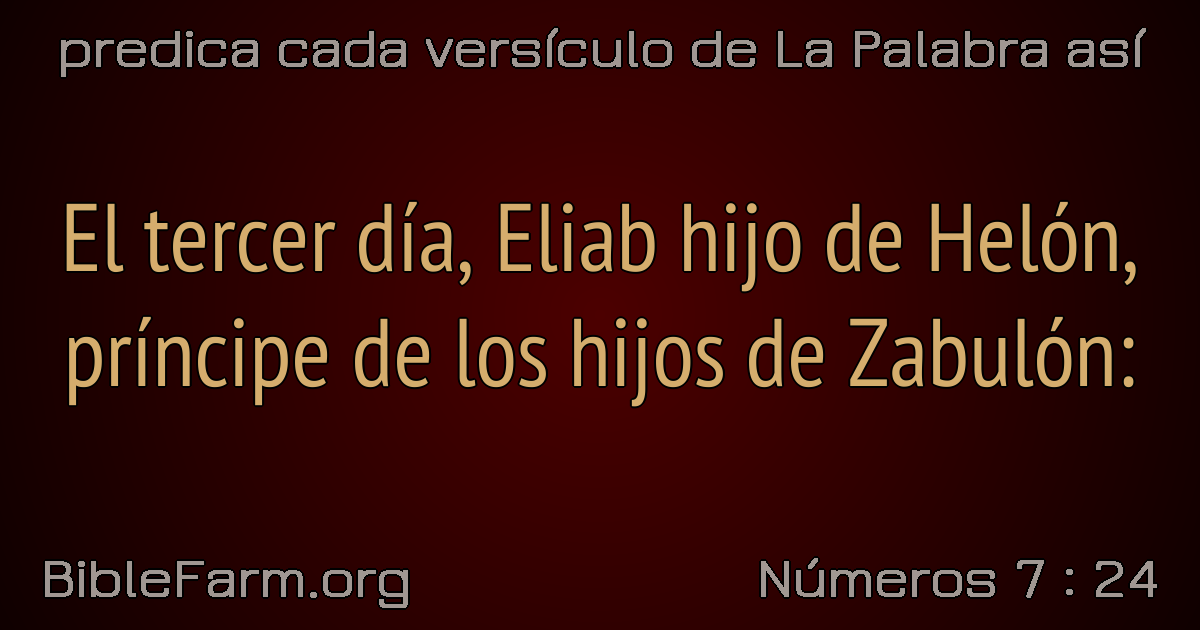 predica cada versículo de La Palabra así
El tercer día, Eliab hijo de Helón,
príncipe de los hijos de Zabulón:
BibleFarm.org
Números 7 : 24